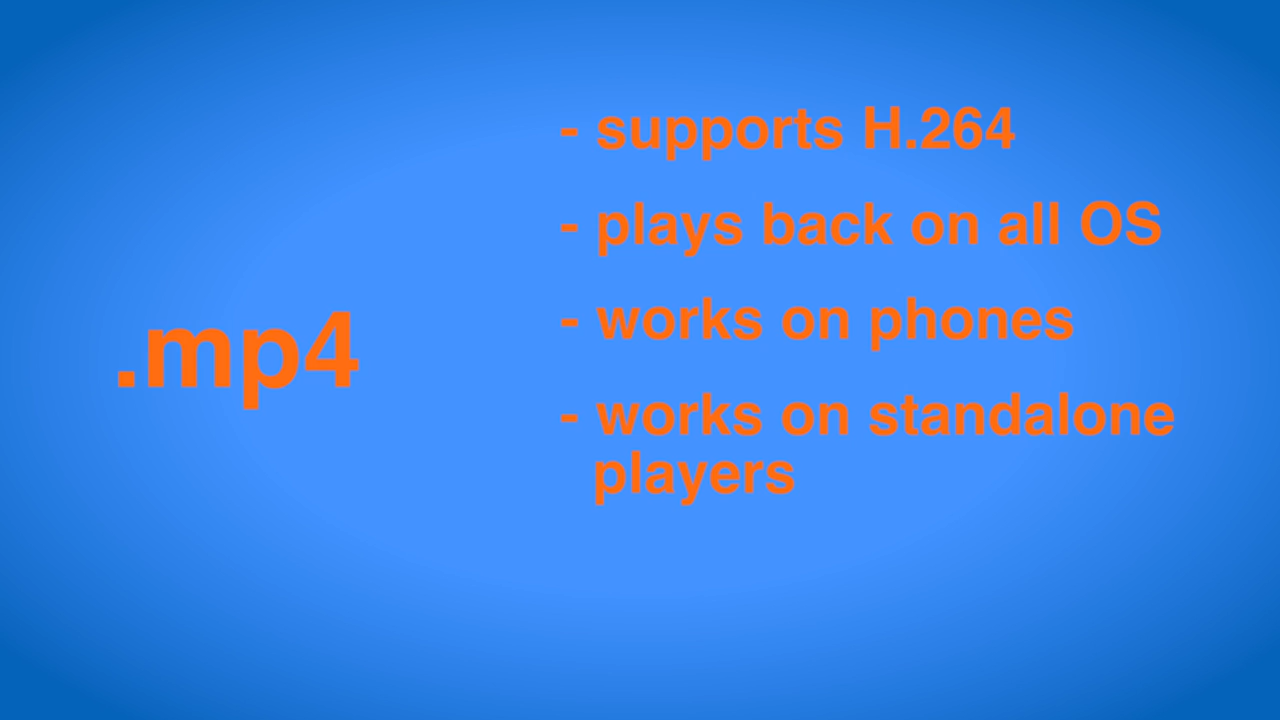 .mp4
- supports H.264
- plays back on all OS
- works on phones
- works on standalone
players